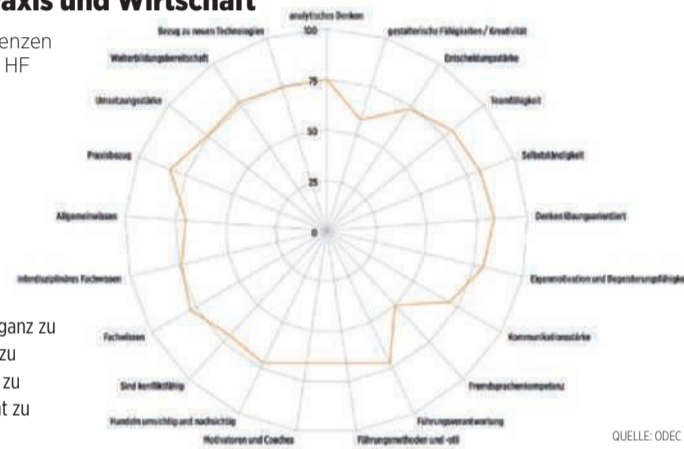 axis und Wirtschaft
enzen
HF
ganz zu
zu
zu
t zu
analytisches Denken
gestalterische Fähigkeiten / Kreativität
Entscheidungsstärke
Teamfähigkeit
Selbstständigkeit
Denken lösungsorientiert
Eigenmotivation und Begeisterungsfähigke
Kommunikationsstärke
Fremdsprachenkompetenz
Führungsverantwortung
Führungsmethoden und -stil
Motivatoren und Coaches
Handeln umsichtig und nachsichtig
Sind konfliktfähig
Fachwissen
interdisziplinäres Fachwissen
Allgemeinwissen
Praxisbezug
Umsetzungsstärke
Weiterbildungsbereitschaft
Bezug zu neuen Technologien
100
75
50
25
0
QUELLE: ODEC